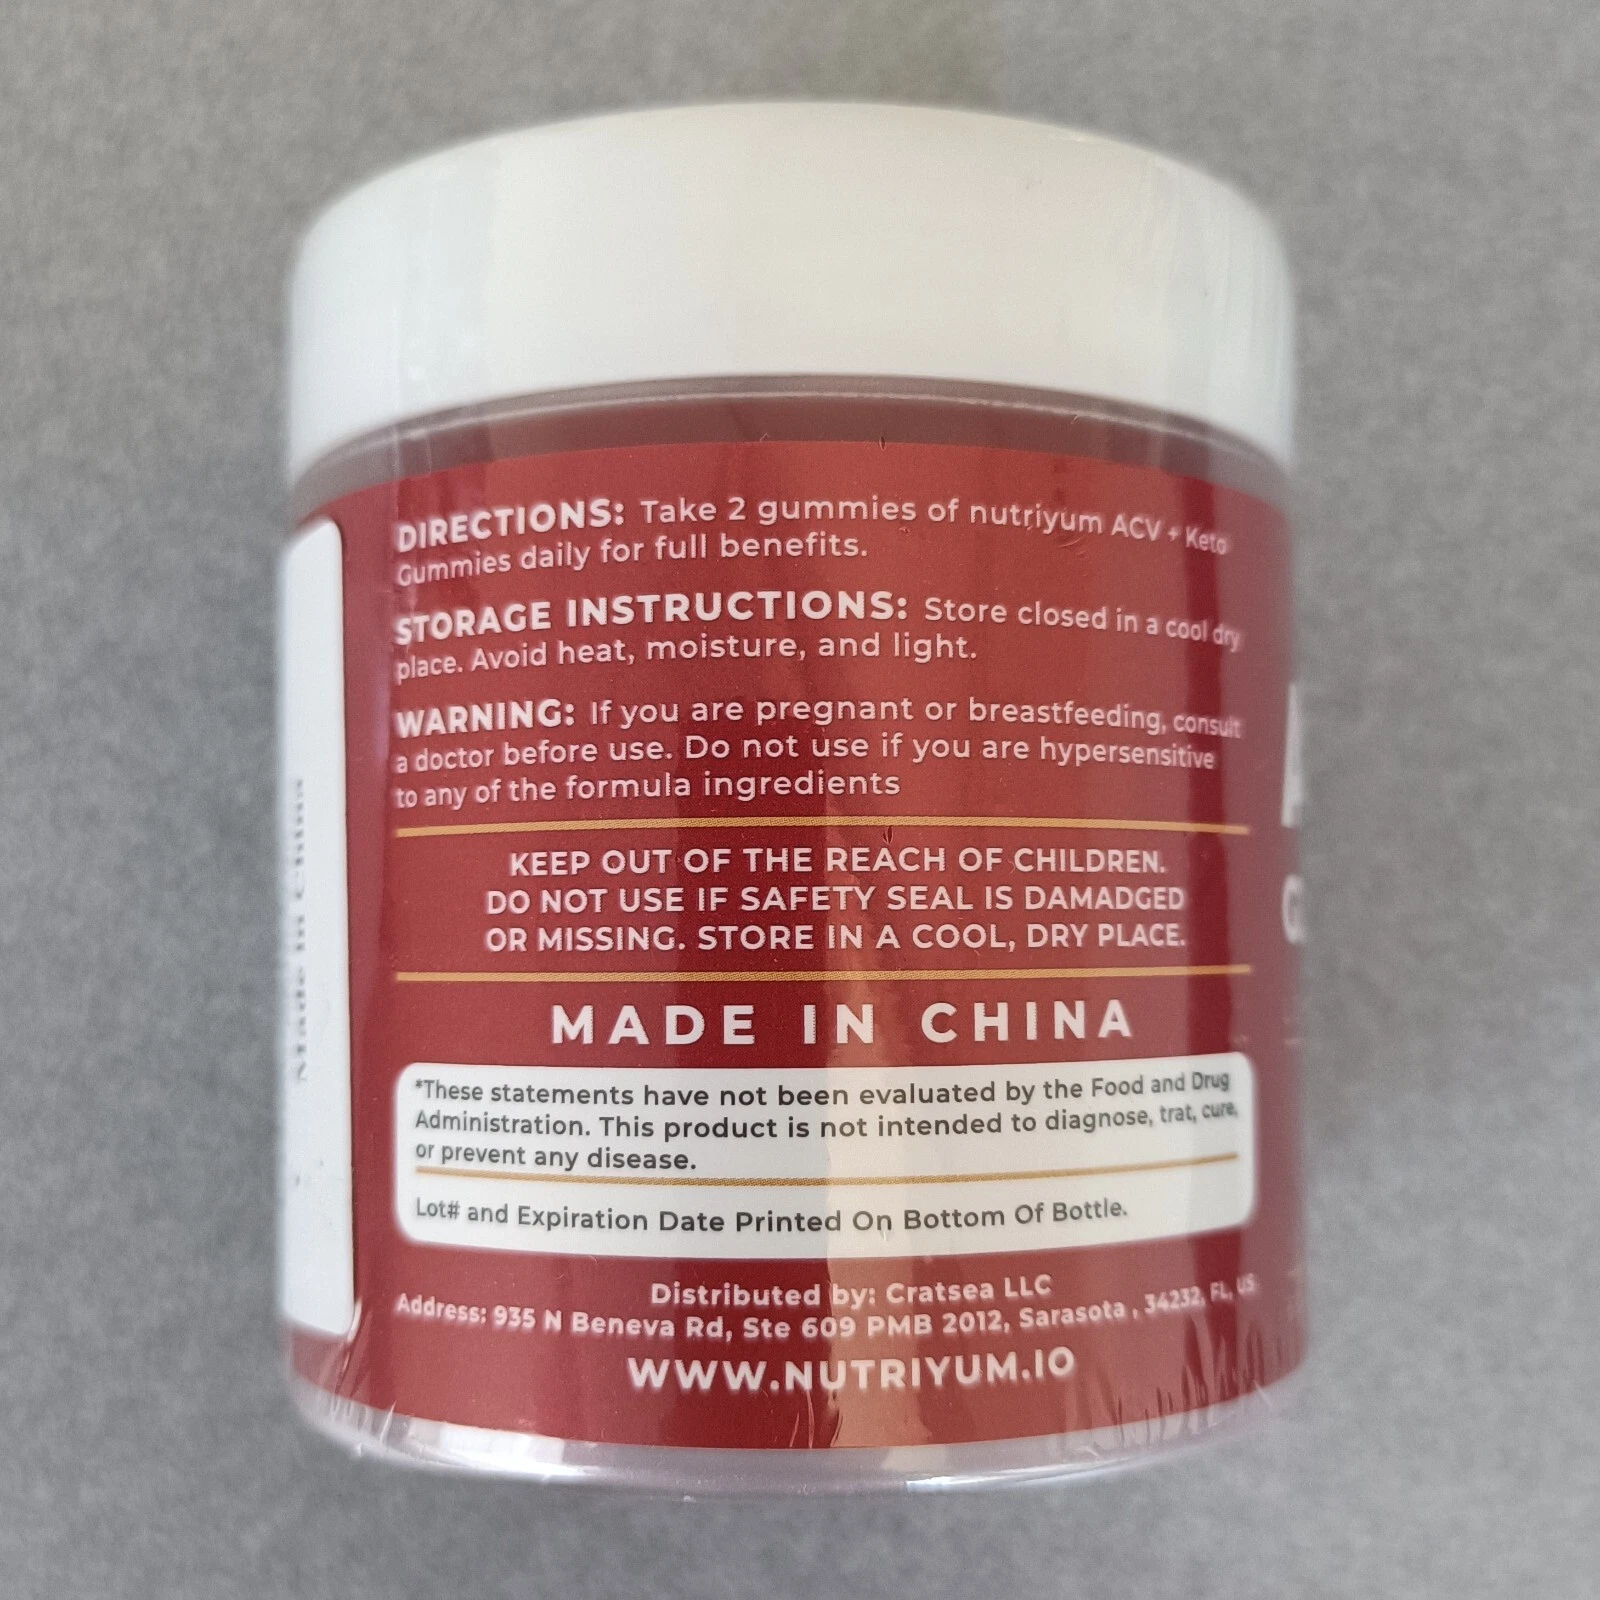 DIRECTIONS: Take 2 gummies of nutriyum ACV + Keto
Gummies daily for full benefits.
STORAGE INSTRUCTIONS: Store closed in a cool dry
place. Avoid heat, moisture, and light.
WARNING: If you are pregnant or breastfeeding, consult
a doctor before use. Do not use if you are hypersensitive
to any of the formula ingredients
KEEP OUT OF THE REACH OF CHILDREN.
DO NOT USE IF SAFETY SEAL IS DAMADGED
OR MISSING. STORE IN A COOL, DRY PLACE.
MADE IN CHINA
*These statements have not been evaluated by the Food and Drug
Administration. This product is not intended to diagnose, trat, cure,
or prevent any disease.
Lot# and Expiration Date Printed On Bottom Of Bottle.
Distributed by: Cratsea LLC
Address: 935 N Beneva Rd, Ste 609 PMB 2012, Sarasota , 34232, FL, US
WWW.NUTRIYUM.IO
Made in China